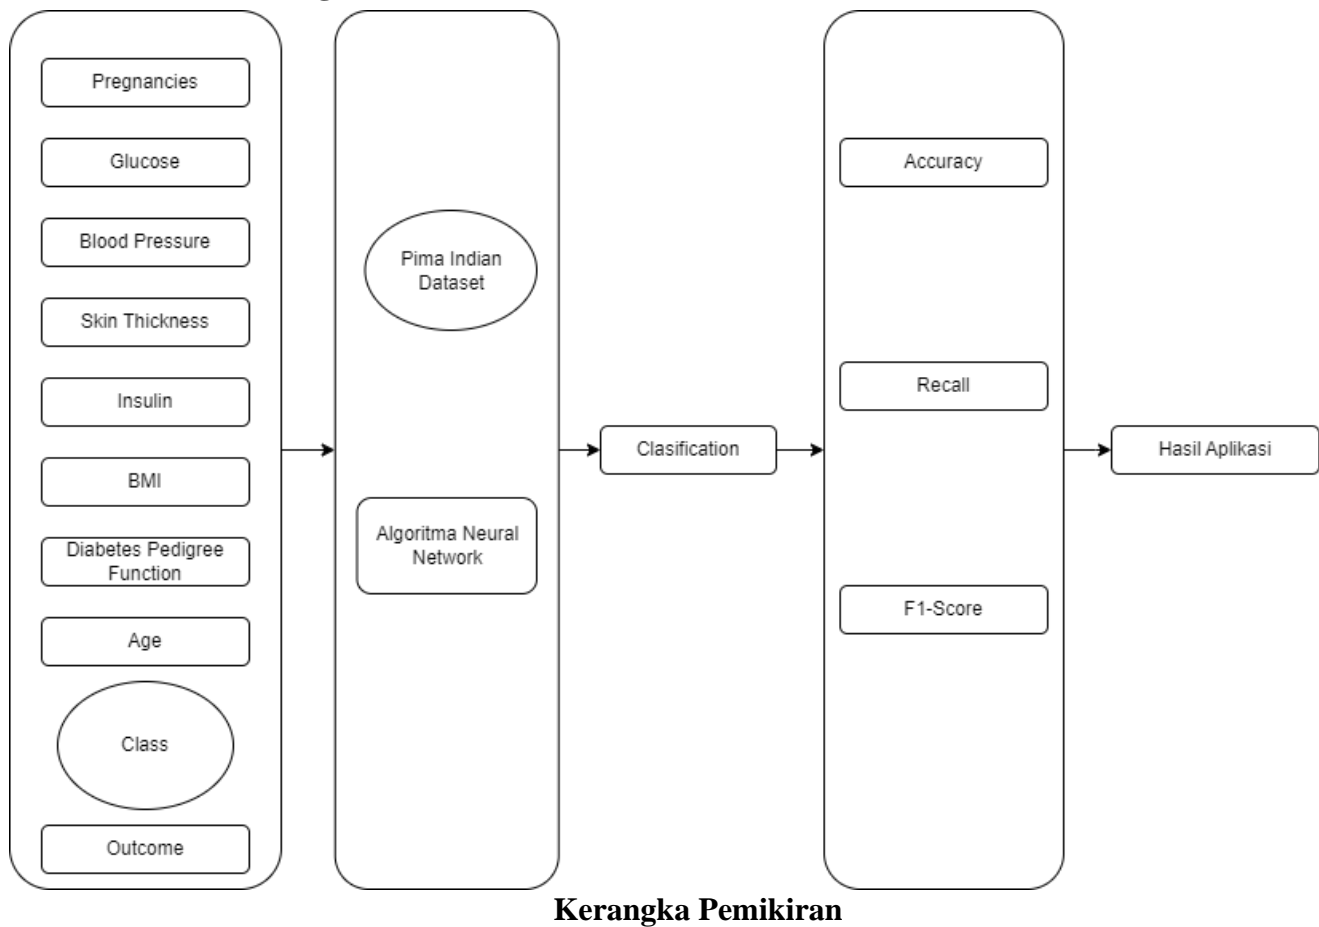 Pregnancies
Glucose
Blood Pressure
Skin Thickness
Insulin
BMI
Diabetes Pedigree
Function
Age
Class
Outcome
Pima Indian
Dataset
Algoritma Neural
Network
Clasification
Accuracy
Recall
F1-Score
Hasil Aplikasi
Kerangka Pemikiran